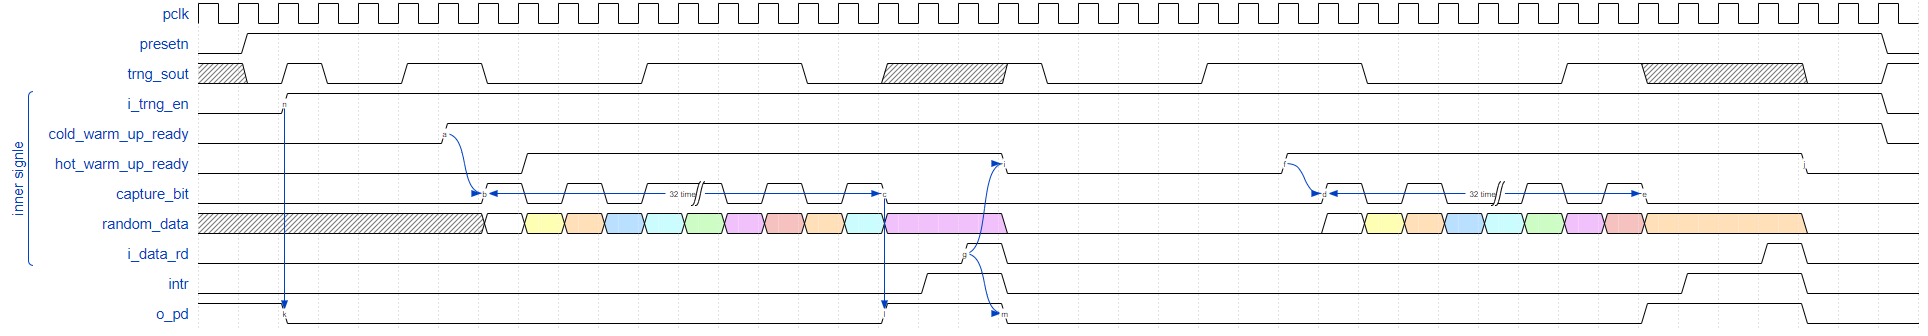 pclk
presetn
trng_sout
i_trng_en n
cold_warm_up_ready a
hot_warm_up_ready i f j
capture_bit b 32 time c d 32 time e
random_data
i_data_rd g
intr
o_pd k l m
inner signle